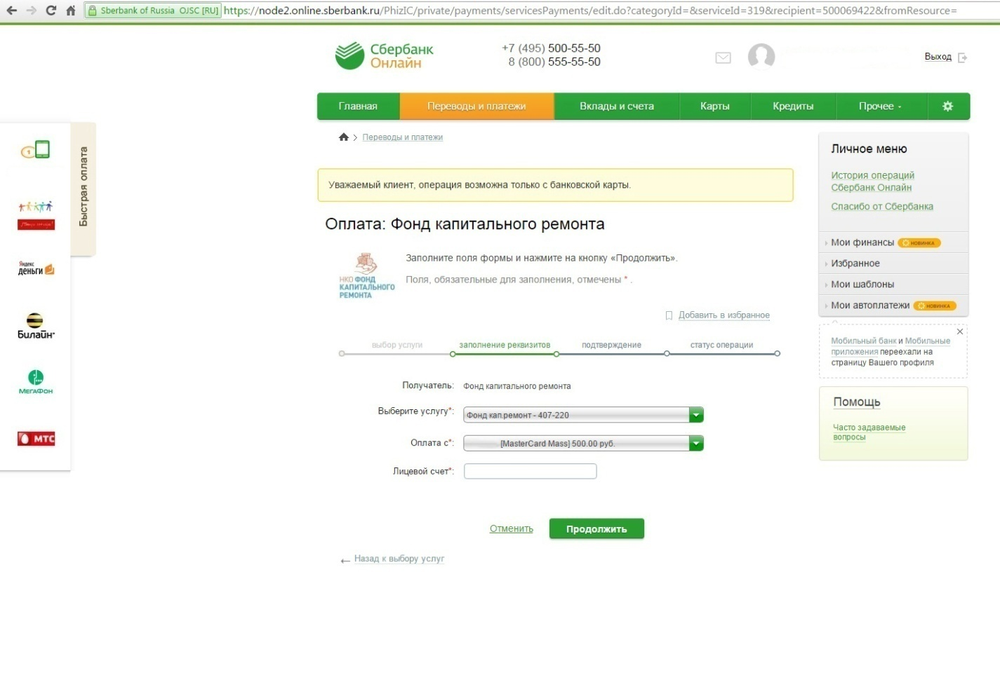 Sberbank of Russia OJSC [RU] https://node2.online.sberbank.ru/PhizIC/private/payments/servicesPayments/edit.do?categoryId=&serviceId=319&recipient=500069422&fromResource=
Сбербанк
Онлайн
+7 (495) 500-55-50
8 (800) 555-55-50
Выход
Главная
Переводы и платежи
Вклады и счета
Карты
Кредиты
Прочее
Переводы и платежи
Быстрая оплата
1
Яндекс
деньги
Билайн
МЕГАФОН
МТС
Уважаемый клиент, операция возможна только с банковской карты.
Оплата: Фонд капитального ремонта
НКО ФОНД
КАПИТАЛЬНОГО
РЕМОНТА
Заполните поля формы и нажмите на кнопку «Продолжить».
Поля, обязательные для заполнения, отмечены * .
Добавить в избранное
выбор услуги
заполнение реквизитов
подтверждение
статус операции
Получатель: Фонд капитального ремонта
Выберите услугу*: Фонд кап.ремонт - 407-220
Оплата с*: [MasterCard Mass] 500.00 руб.
Лицевой счет*:
Отменить
Продолжить
← Назад к выбору услуг
Личное меню
История операций
Сбербанк Онлайн
Спасибо от Сбербанка
Мои финансы НОВИНКА
Избранное
Мои шаблоны
Мои автоплатежи НОВИНКА
Мобильный банк и Мобильные
приложения переехали на
страницу Вашего профиля
Помощь
Часто задаваемые
вопросы